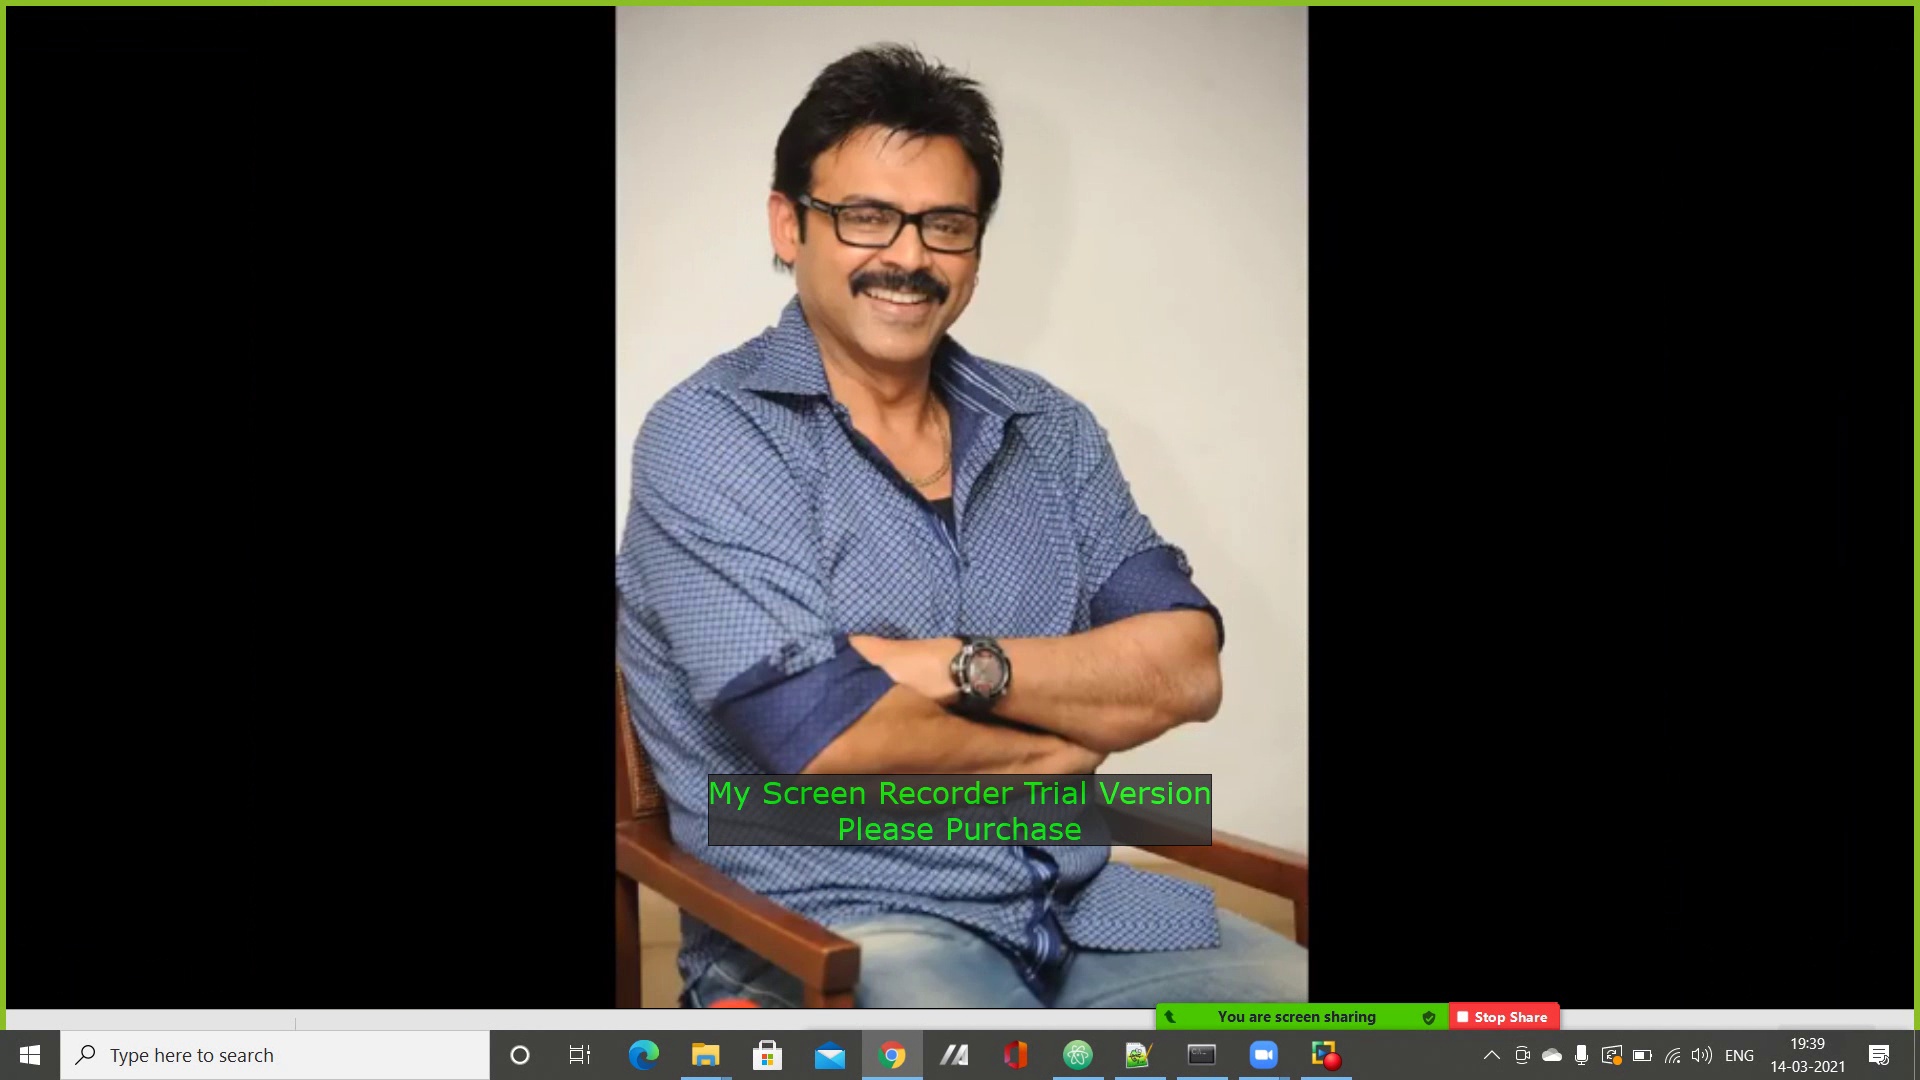 My Screen Recorder Trial Version
Please Purchase
You are screen sharing
Stop Share
Type here to search
ENG
19:39
14-03-2021